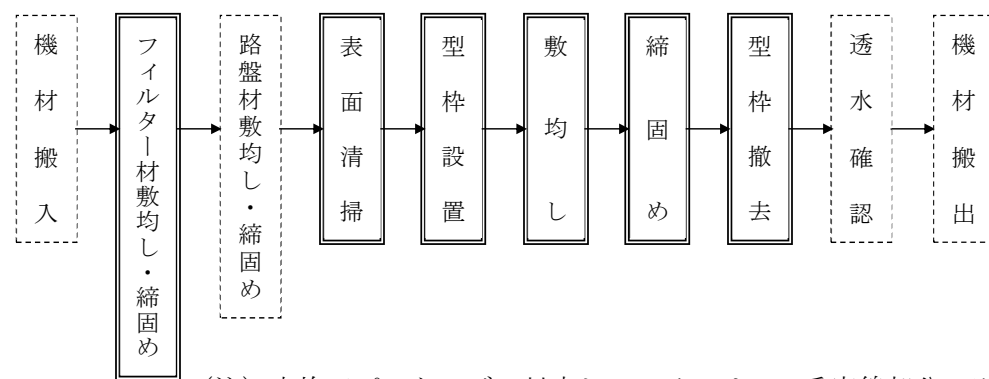 機材搬入
フィルター材敷均し・締固め
路盤材敷均し・締固め
表面清掃
型枠設置
敷均し
締固め
型枠撤去
透水確認
機材搬出